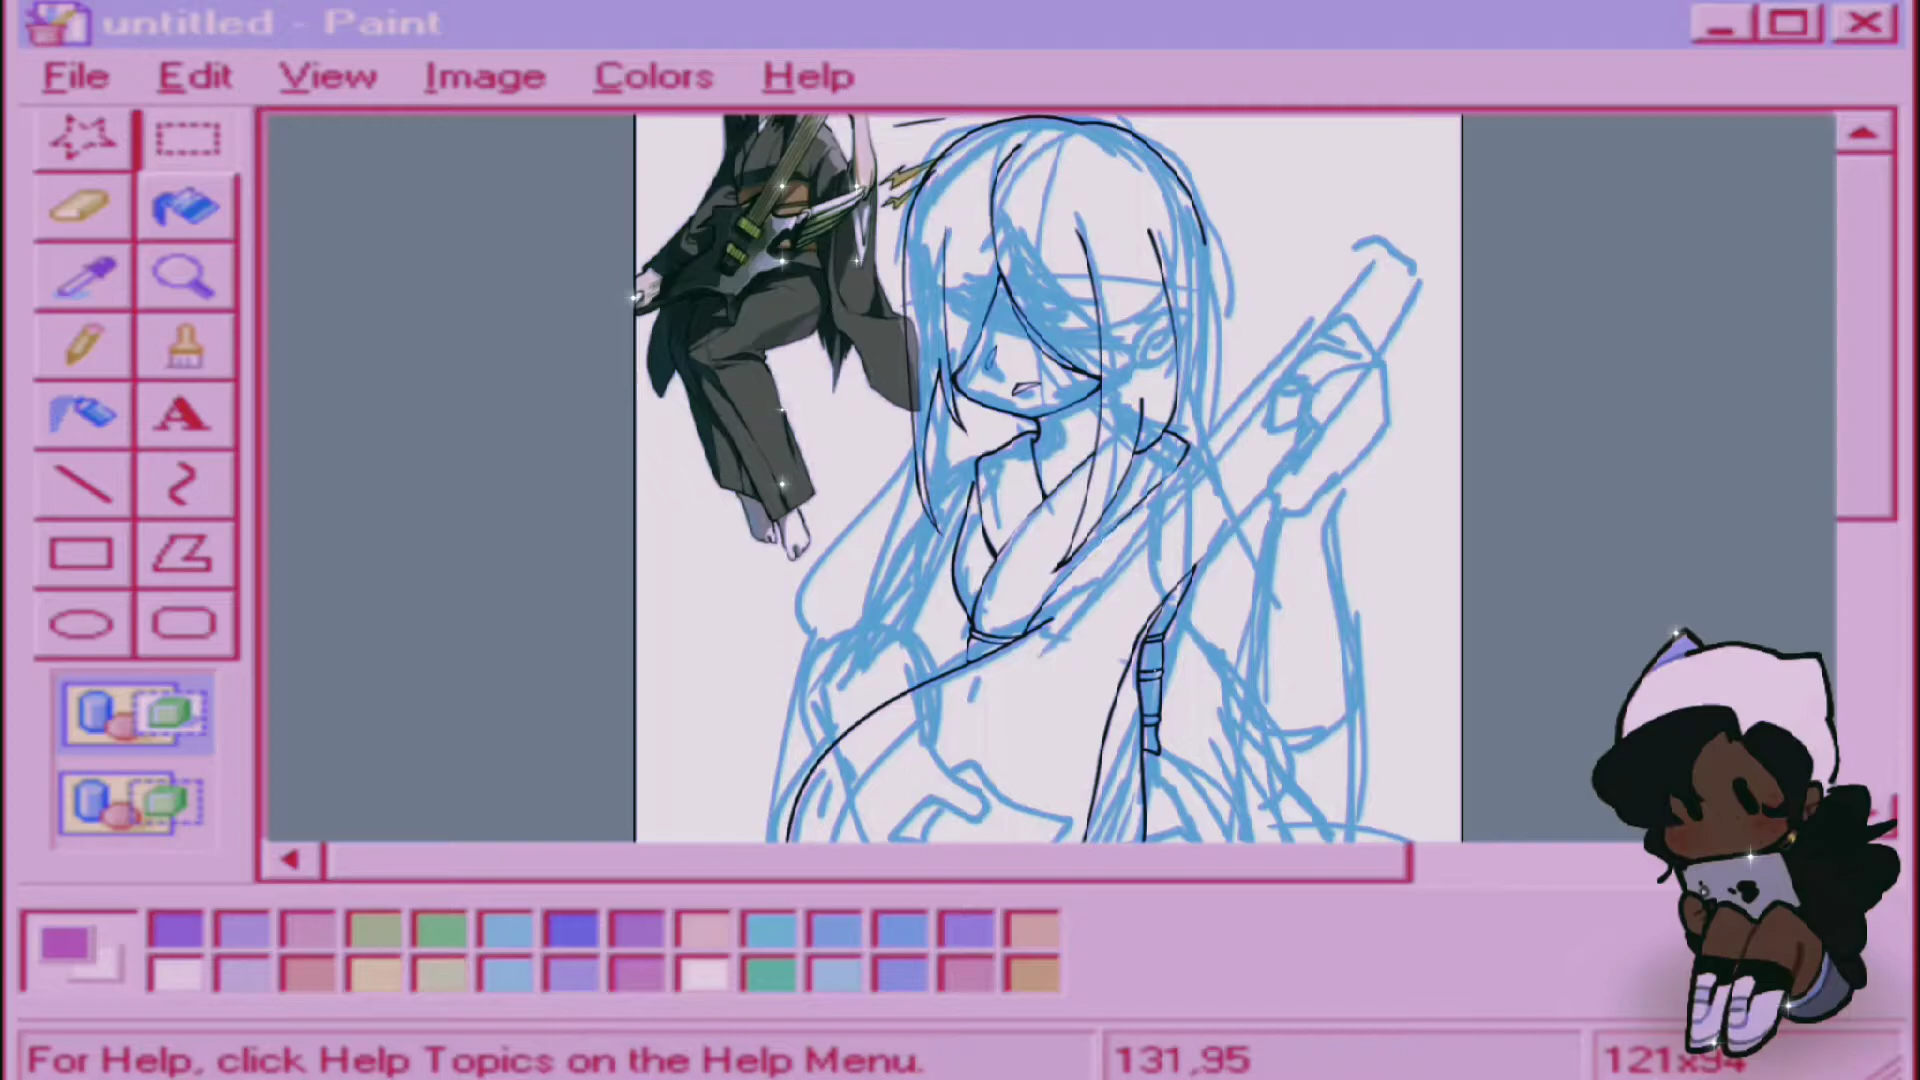 untitled - Paint
File Edit View Image Colors Help
A
For Help, click Help Topics on the Help Menu.
131,95
121x94